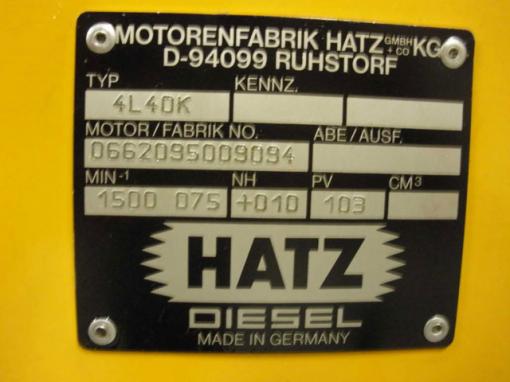 MOTORENFABRIK HATZ GMBH + CO KG
D-94099 RUHSTORF
TYP KENNZ.
4L40K
MOTOR/FABRIK NO. ABE/AUSF.
0662095009094
MIN-1 NH PV CM³
1500 075 +010 103
HATZ
DIESEL
MADE IN GERMANY